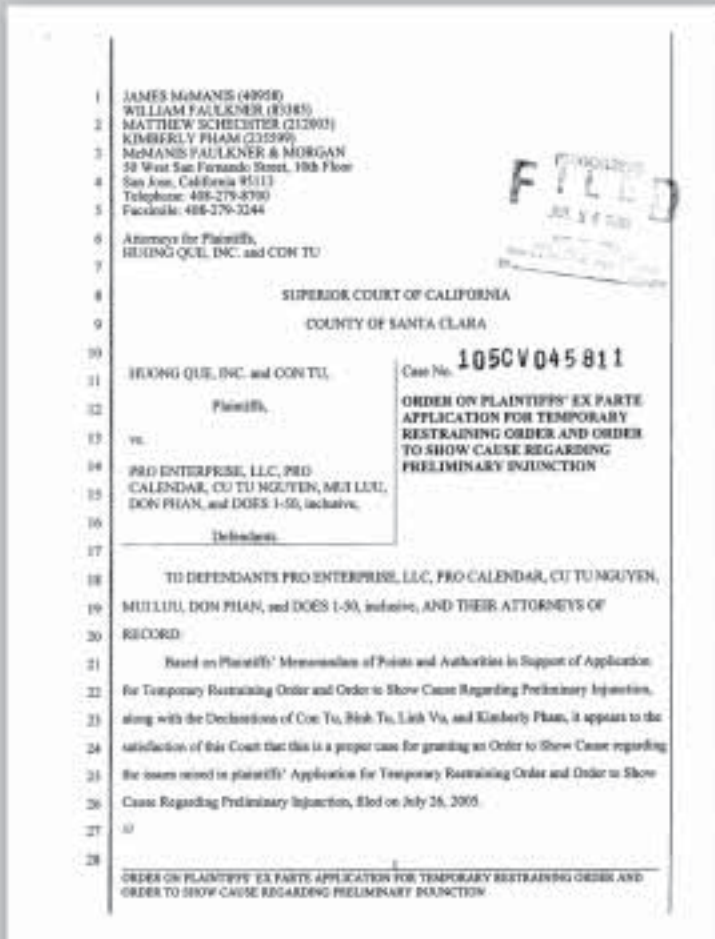 1 JAMES McMANIS (40958)
WILLIAM FAULKNER (83385)
2 MATTHEW SCHECHTER (212003)
KIMBERLY PHAM (235599)
3 McMANIS FAULKNER & MORGAN
50 West San Fernando Street, 10th Floor
4 San Jose, California 95113
Telephone: 408-279-8700
5 Facsimile: 408-279-3244
6 Attorneys for Plaintiffs,
HUONG QUE, INC. and CON TU
7
FILED
8 SUPERIOR COURT OF CALIFORNIA
9 COUNTY OF SANTA CLARA
10
11 HUONG QUE, INC. and CON TU,
12 Plaintiffs,
13 vs.
14 PRO ENTERPRISE, LLC, PRO
15 CALENDAR, CU TU NGUYEN, MUI LUU,
DON PHAN, and DOES 1-50, inclusive,
16 Defendants.
17
Case No. 105CV045811
ORDER ON PLAINTIFFS' EX PARTE
APPLICATION FOR TEMPORARY
RESTRAINING ORDER AND ORDER
TO SHOW CAUSE REGARDING
PRELIMINARY INJUNCTION
18 TO DEFENDANTS PRO ENTERPRISE, LLC, PRO CALENDAR, CU TU NGUYEN,
19 MUI LUU, DON PHAN, and DOES 1-50, inclusive, AND THEIR ATTORNEYS OF
20 RECORD:
21 Based on Plaintiffs' Memorandum of Points and Authorities in Support of Application
22 for Temporary Restraining Order and Order to Show Cause Regarding Preliminary Injunction,
23 along with the Declarations of Con Tu, Binh Tu, Linh Vu, and Kimberly Pham, it appears to the
24 satisfaction of this Court that this is a proper case for granting an Order to Show Cause regarding
25 the issues raised in plaintiffs' Application for Temporary Restraining Order and Order to Show
26 Cause Regarding Preliminary Injunction, filed on July 26, 2005.
27 //
28
1
ORDER ON PLAINTIFFS' EX PARTE APPLICATION FOR TEMPORARY RESTRAINING ORDER AND
ORDER TO SHOW CAUSE REGARDING PRELIMINARY INJUNCTION